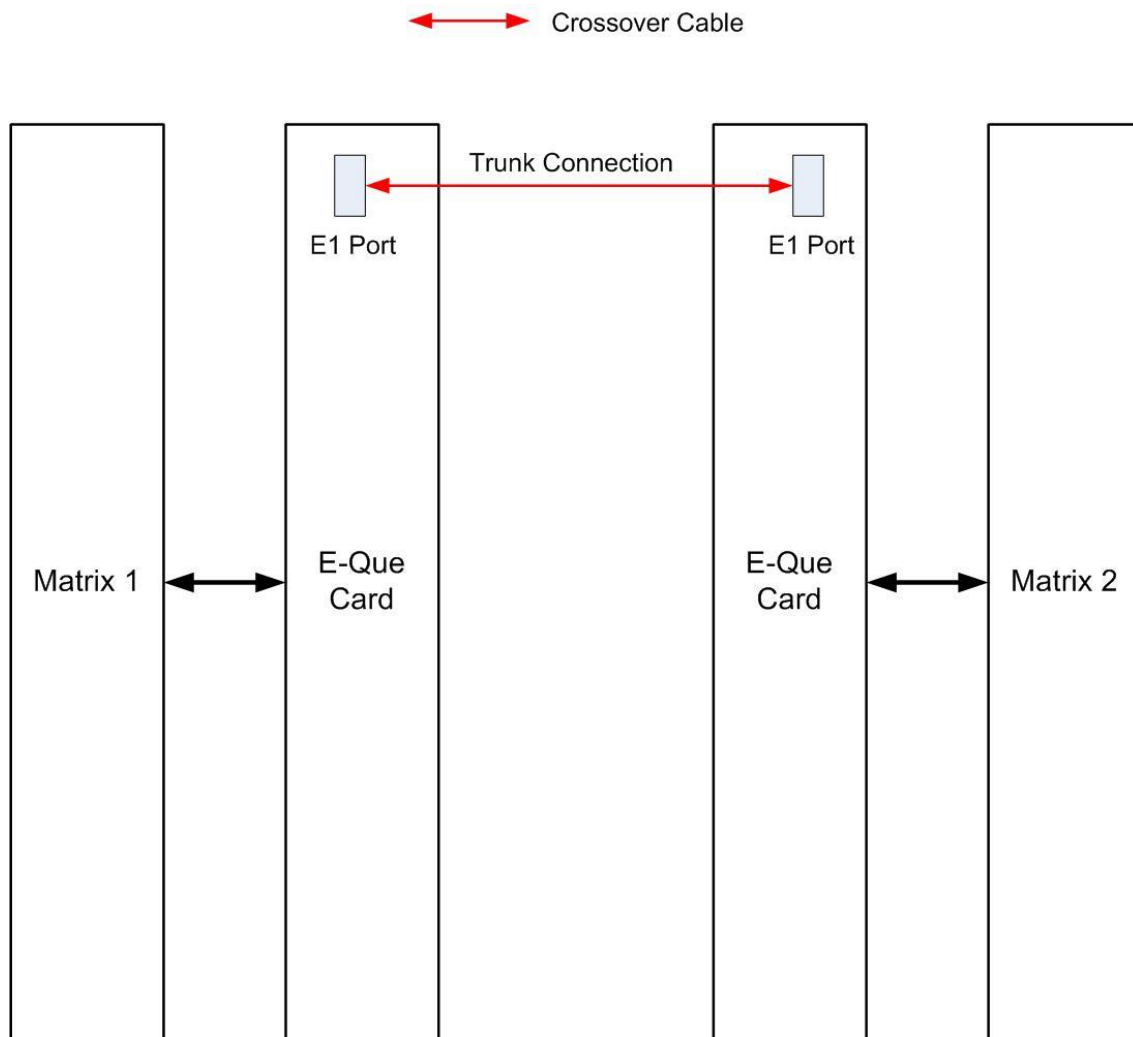 Crossover Cable
Trunk Connection
E1 Port
E1 Port
Matrix 1
E-Que
Card
E-Que
Card
Matrix 2